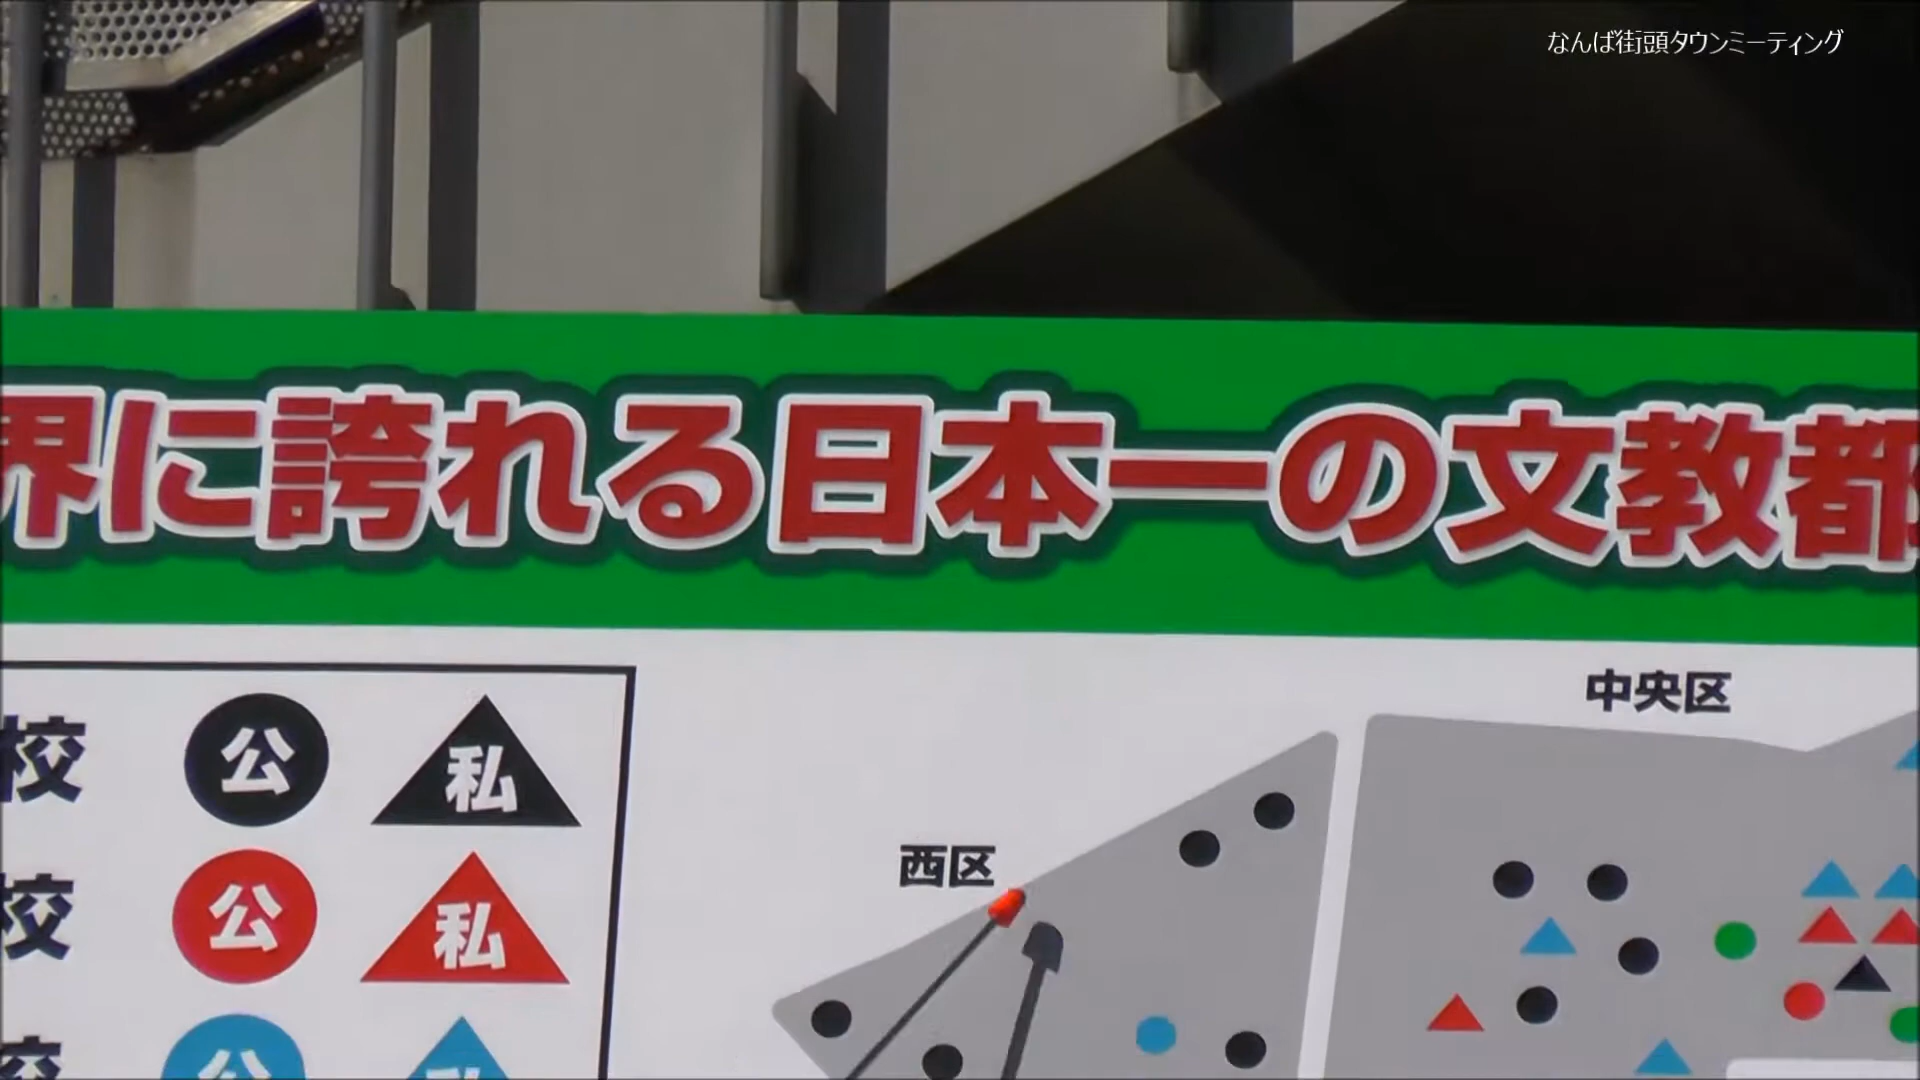 なんば街頭タウンミーティング
界に誇れる日本一の文教都
中央区
校 公 私
西区
校 公 私
校 公 私